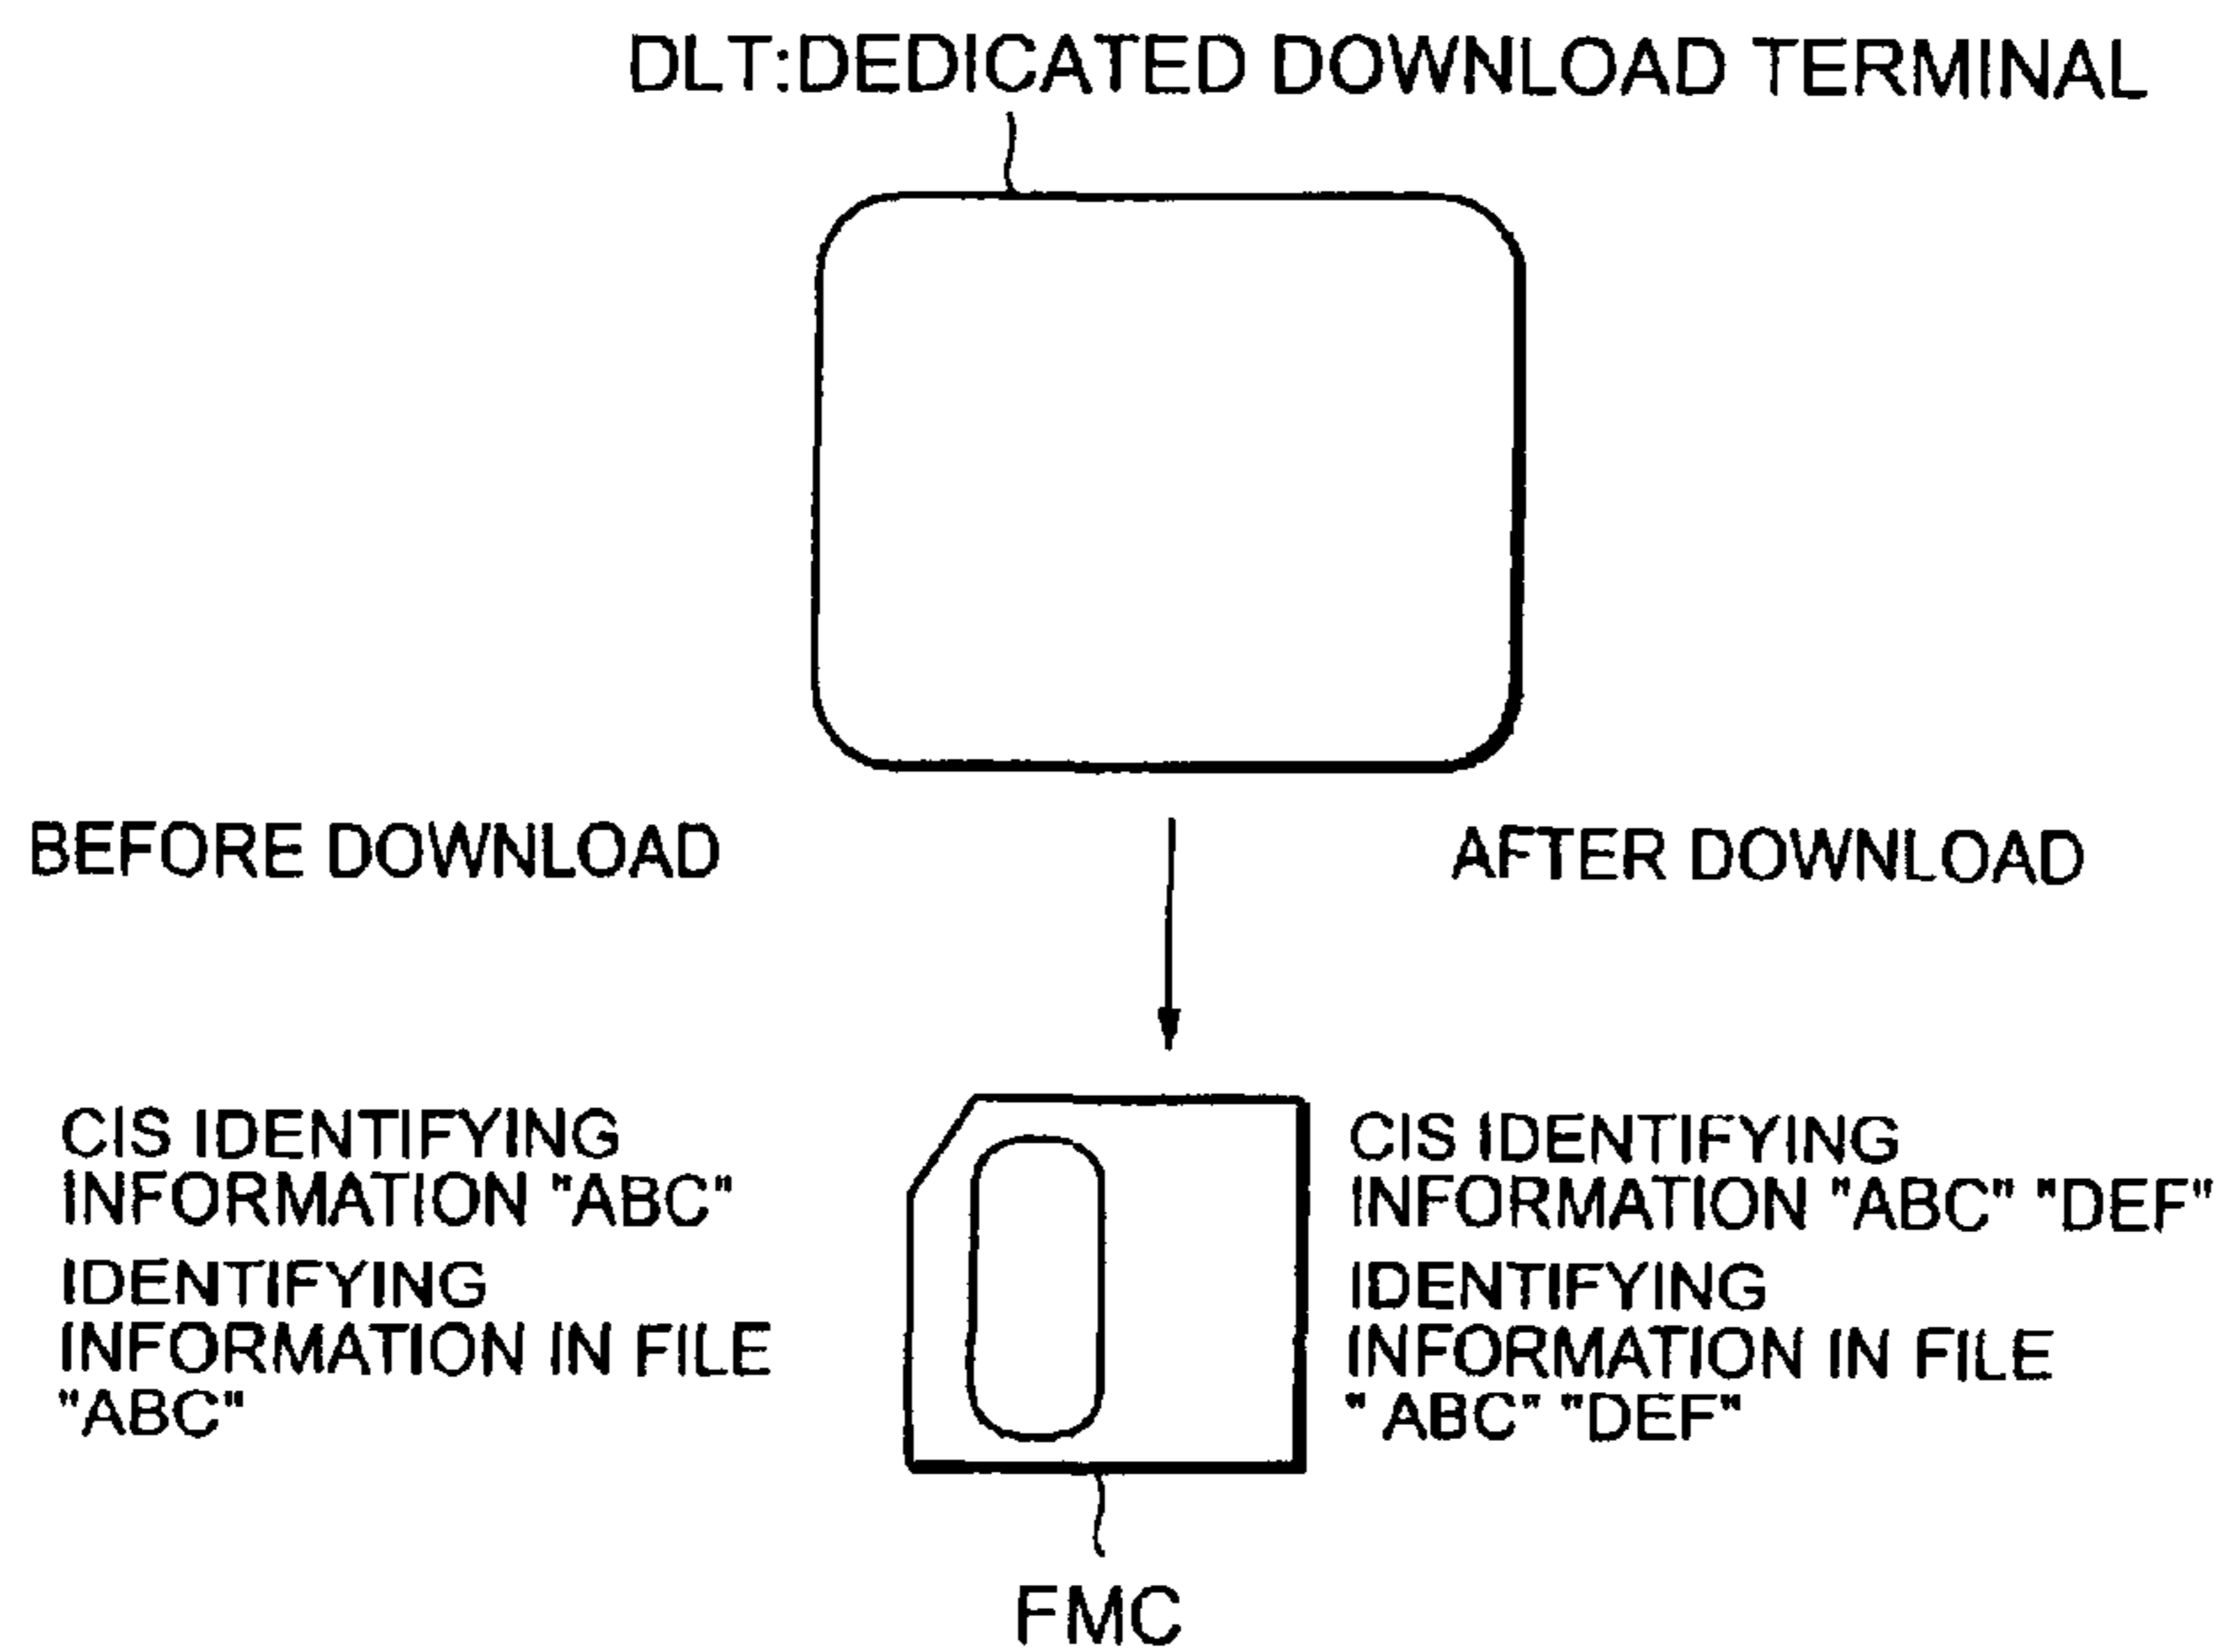 DLT:DEDICATED DOWNLOAD TERMINAL
BEFORE DOWNLOAD
AFTER DOWNLOAD
CIS IDENTIFYING
INFORMATION "ABC"
IDENTIFYING
INFORMATION IN FILE
"ABC"
CIS IDENTIFYING
INFORMATION "ABC" "DEF"
IDENTIFYING
INFORMATION IN FILE
" ABC" "DEF"
FMC